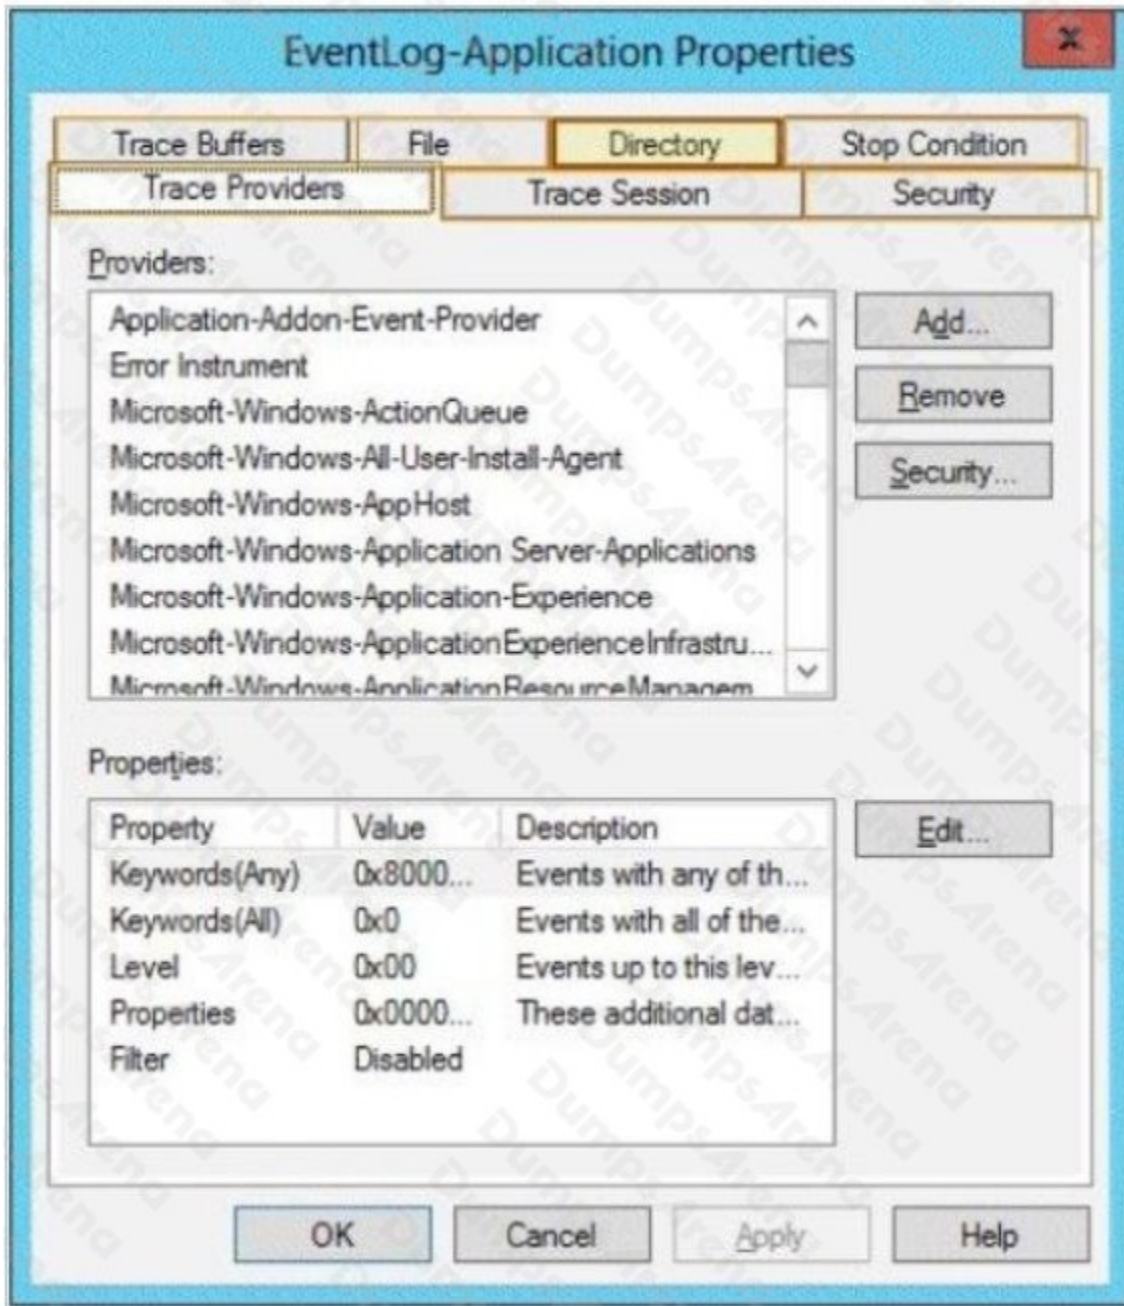 EventLog-Application Properties
x
Trace Buffers File Directory Stop Condition
Trace Providers Trace Session Security
Providers:
Application-Addon-Event-Provider Add...
Error Instrument
Microsoft-Windows-ActionQueue Remove
Microsoft-Windows-All-User-Install-Agent Security...
Microsoft-Windows-AppHost
Microsoft-Windows-Application Server-Applications
Microsoft-Windows-Application-Experience
Microsoft-Windows-ApplicationExperienceInfrastru...
Microsoft-Windows-ApplicationResourceManagem
Properties:
Property Value Description Edit...
Keywords(Any) 0x8000... Events with any of th...
Keywords(All) 0x0 Events with all of the...
Level 0x00 Events up to this lev...
Properties 0x0000... These additional dat...
Filter Disabled
OK Cancel Apply Help
DumpsArena